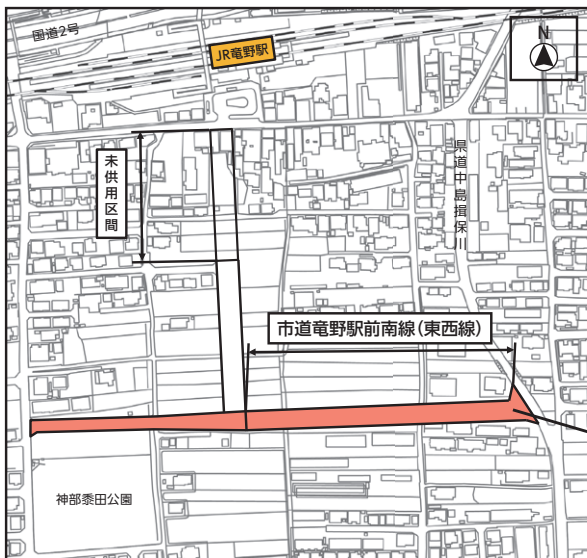 国道2号
JR竜野駅
N
未供用区間
県道中島揖保川
市道竜野駅前南線(東西線)
神部黍田公園